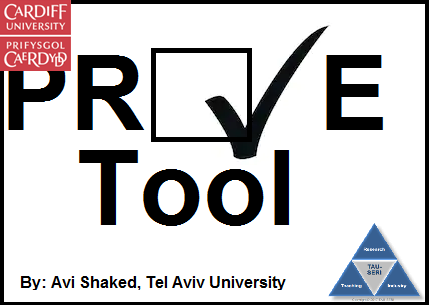 CARDIFF
UNIVERSITY
PRIFYSGOL
CAERDYDD
PR E
Tool
By: Avi Shaked, Tel Aviv University
Research
TAU-
SERI
Teaching Industry